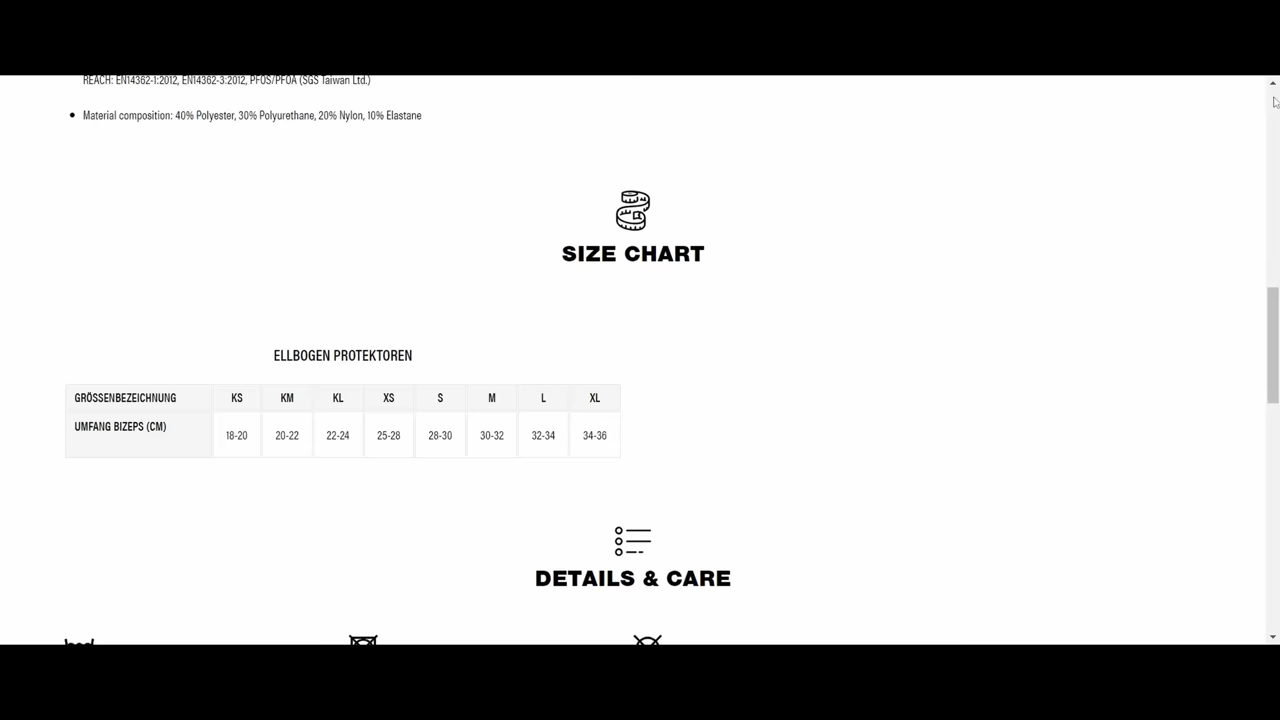 REACH: EN14362-1:2012, EN14362-3:2012, PFOS/PFOA (SGS Taiwan Ltd.)
Material composition: 40% Polyester, 30% Polyurethane, 20% Nylon, 10% Elastane
SIZE CHART
ELLBOGEN PROTEKTOREN
GRÖSSENBEZEICHNUNG KS KM KL XS S M L XL
UMFANG BIZEPS (CM) 18-20 20-22 22-24 25-28 28-30 30-32 32-34 34-36
DETAILS & CARE